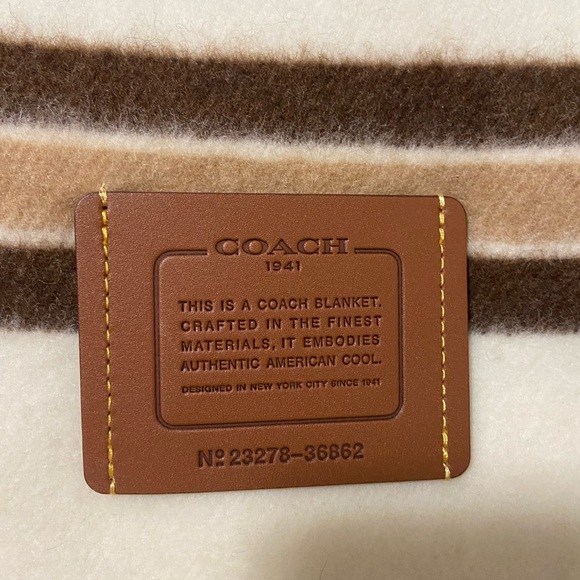 COACH
1941
THIS IS A COACH BLANKET.
CRAFTED IN THE FINEST
MATERIALS, IT EMBODIES
AUTHENTIC AMERICAN COOL.
DESIGNED IN NEW YORK CITY SINCE 1941
Nº 23278-36862